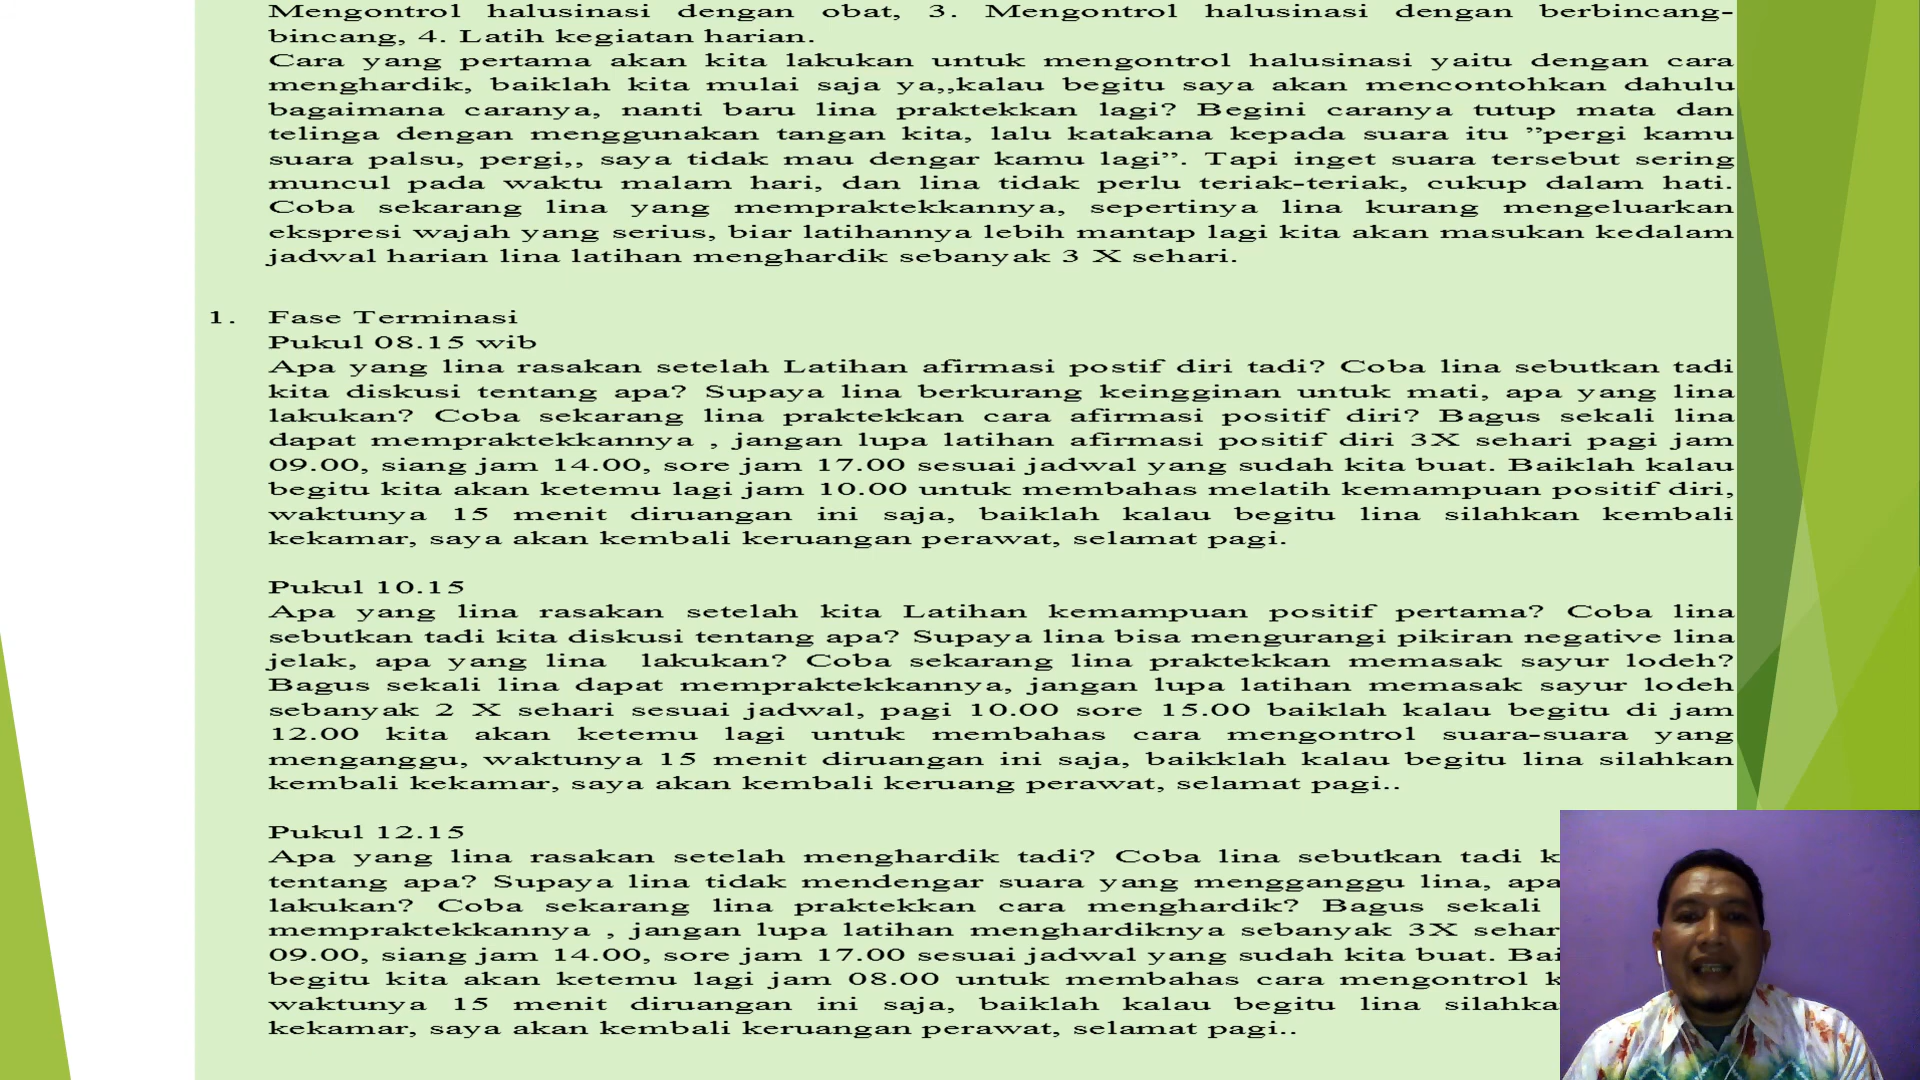 Mengontrol halusinasi dengan obat, 3. Mengontrol halusinasi dengan berbincang-
bincang, 4. Latih kegiatan harian.
Cara yang pertama akan kita lakukan untuk mengontrol halusinasi yaitu dengan cara
menghardik, baiklah kita mulai saja ya,,kalau begitu saya akan mencontohkan dahulu
bagaimana caranya, nanti baru lina praktekkan lagi? Begini caranya tutup mata dan
telinga dengan menggunakan tangan kita, lalu katakana kepada suara itu ”pergi kamu
suara palsu, pergi,, saya tidak mau dengar kamu lagi”. Tapi inget suara tersebut sering
muncul pada waktu malam hari, dan lina tidak perlu teriak-teriak, cukup dalam hati.
Coba sekarang lina yang mempraktekkannya, sepertinya lina kurang mengeluarkan
ekspresi wajah yang serius, biar latihannya lebih mantap lagi kita akan masukan kedalam
jadwal harian lina latihan menghardik sebanyak 3 X sehari.
1. Fase Terminasi
Pukul 08.15 wib
Apa yang lina rasakan setelah Latihan afirmasi postif diri tadi? Coba lina sebutkan tadi
kita diskusi tentang apa? Supaya lina berkurang keingginan untuk mati, apa yang lina
lakukan? Coba sekarang lina praktekkan cara afirmasi positif diri? Bagus sekali lina
dapat mempraktekkannya , jangan lupa latihan afirmasi positif diri 3X sehari pagi jam
09.00, siang jam 14.00, sore jam 17.00 sesuai jadwal yang sudah kita buat. Baiklah kalau
begitu kita akan ketemu lagi jam 10.00 untuk membahas melatih kemampuan positif diri,
waktunya 15 menit diruangan ini saja, baiklah kalau begitu lina silahkan kembali
kekamar, saya akan kembali keruangan perawat, selamat pagi.
Pukul 10.15
Apa yang lina rasakan setelah kita Latihan kemampuan positif pertama? Coba lina
sebutkan tadi kita diskusi tentang apa? Supaya lina bisa mengurangi pikiran negative lina
jelak, apa yang lina lakukan? Coba sekarang lina praktekkan memasak sayur lodeh?
Bagus sekali lina dapat mempraktekkannya, jangan lupa latihan memasak sayur lodeh
sebanyak 2 X sehari sesuai jadwal, pagi 10.00 sore 15.00 baiklah kalau begitu di jam
12.00 kita akan ketemu lagi untuk membahas cara mengontrol suara-suara yang
menganggu, waktunya 15 menit diruangan ini saja, baikklah kalau begitu lina silahkan
kembali kekamar, saya akan kembali keruang perawat, selamat pagi..
Pukul 12.15
Apa yang lina rasakan setelah menghardik tadi? Coba lina sebutkan tadi
tentang apa? Supaya lina tidak mendengar suara yang mengganggu lina, apa
lakukan? Coba sekarang lina praktekkan cara menghardik? Bagus sekali
mempraktekkannya , jangan lupa latihan menghardiknya sebanyak 3X
09.00, siang jam 14.00, sore jam 17.00 sesuai jadwal yang sudah kita buat.
begitu kita akan ketemu lagi jam 08.00 untuk membahas cara mengontrol
waktunya 15 menit diruangan ini saja, baiklah kalau begitu lina
kekamar, saya akan kembali keruangan perawat, selamat pagi..